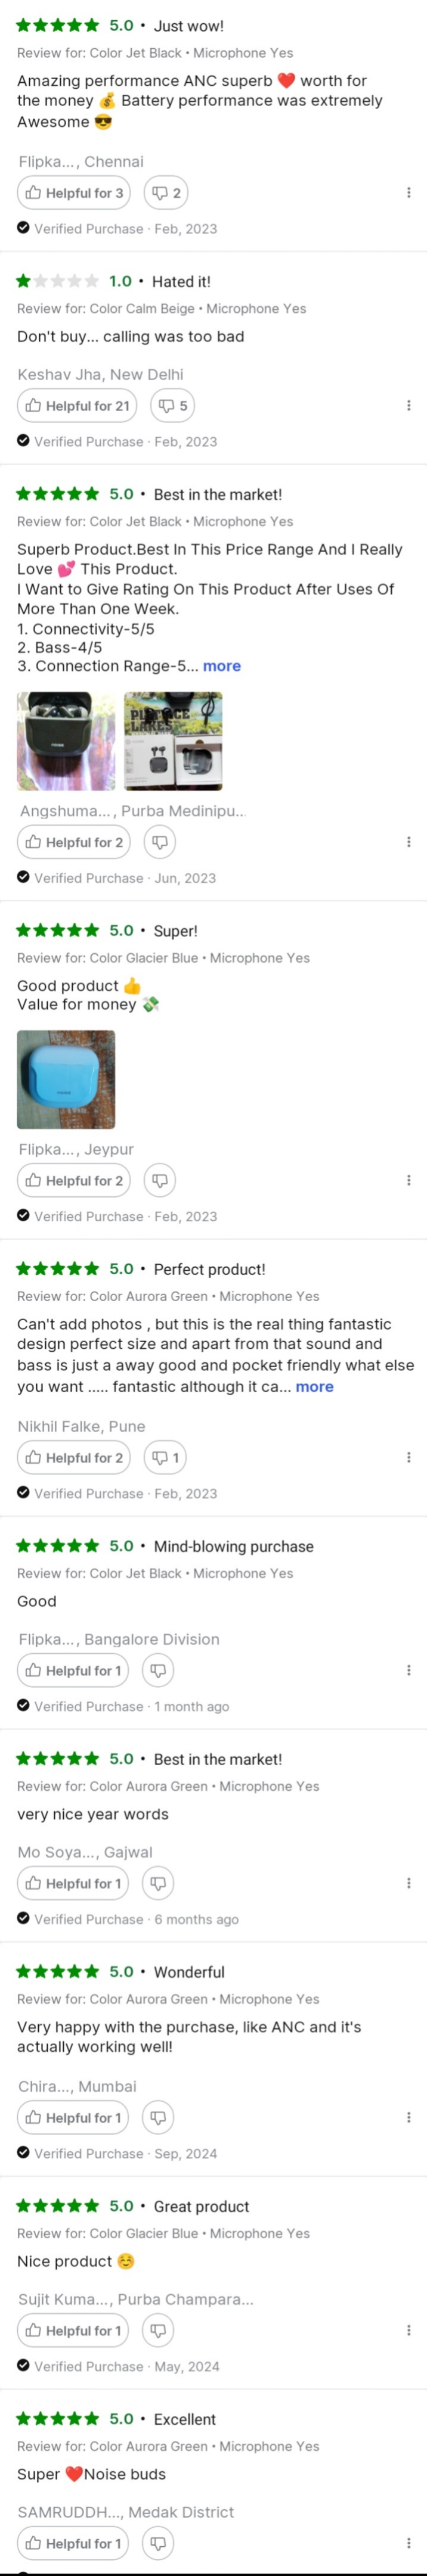 5.0 • Just wow!
Review for: Color Jet Black • Microphone Yes
Amazing performance ANC superb ❤️ worth for
the money 💰 Battery performance was extremely
Awesome 😎
Flipka..., Chennai
Helpful for 3
2
Verified Purchase · Feb, 2023
1.0 • Hated it!
Review for: Color Calm Beige • Microphone Yes
Don't buy... calling was too bad
Keshav Jha, New Delhi
Helpful for 21
5
Verified Purchase · Feb, 2023
5.0 • Best in the market!
Review for: Color Jet Black • Microphone Yes
Superb Product.Best In This Price Range And I Really
Love 💕 This Product.
I Want to Give Rating On This Product After Uses Of
More Than One Week.
1. Connectivity-5/5
2. Bass-4/5
3. Connection Range-5... more
Angshuma..., Purba Medinipu...
Helpful for 2
Verified Purchase · Jun, 2023
5.0 • Super!
Review for: Color Glacier Blue • Microphone Yes
Good product 👍
Value for money 💸
Flipka..., Jeypur
Helpful for 2
Verified Purchase · Feb, 2023
5.0 • Perfect product!
Review for: Color Aurora Green • Microphone Yes
Can't add photos , but this is the real thing fantastic
design perfect size and apart from that sound and
bass is just a away good and pocket friendly what else
you want ..... fantastic although it ca... more
Nikhil Falke, Pune
Helpful for 2
1
Verified Purchase · Feb, 2023
5.0 • Mind-blowing purchase
Review for: Color Jet Black • Microphone Yes
Good
Flipka..., Bangalore Division
Helpful for 1
Verified Purchase · 1 month ago
5.0 • Best in the market!
Review for: Color Aurora Green • Microphone Yes
very nice year words
Mo Soya..., Gajwal
Helpful for 1
Verified Purchase · 6 months ago
5.0 • Wonderful
Review for: Color Aurora Green • Microphone Yes
Very happy with the purchase, like ANC and it's
actually working well!
Chira..., Mumbai
Helpful for 1
Verified Purchase · Sep, 2024
5.0 • Great product
Review for: Color Glacier Blue • Microphone Yes
Nice product ☺️
Sujit Kuma..., Purba Champara...
Helpful for 1
Verified Purchase · May, 2024
5.0 • Excellent
Review for: Color Aurora Green • Microphone Yes
Super ❤️Noise buds
SAMRUDDH..., Medak District
Helpful for 1